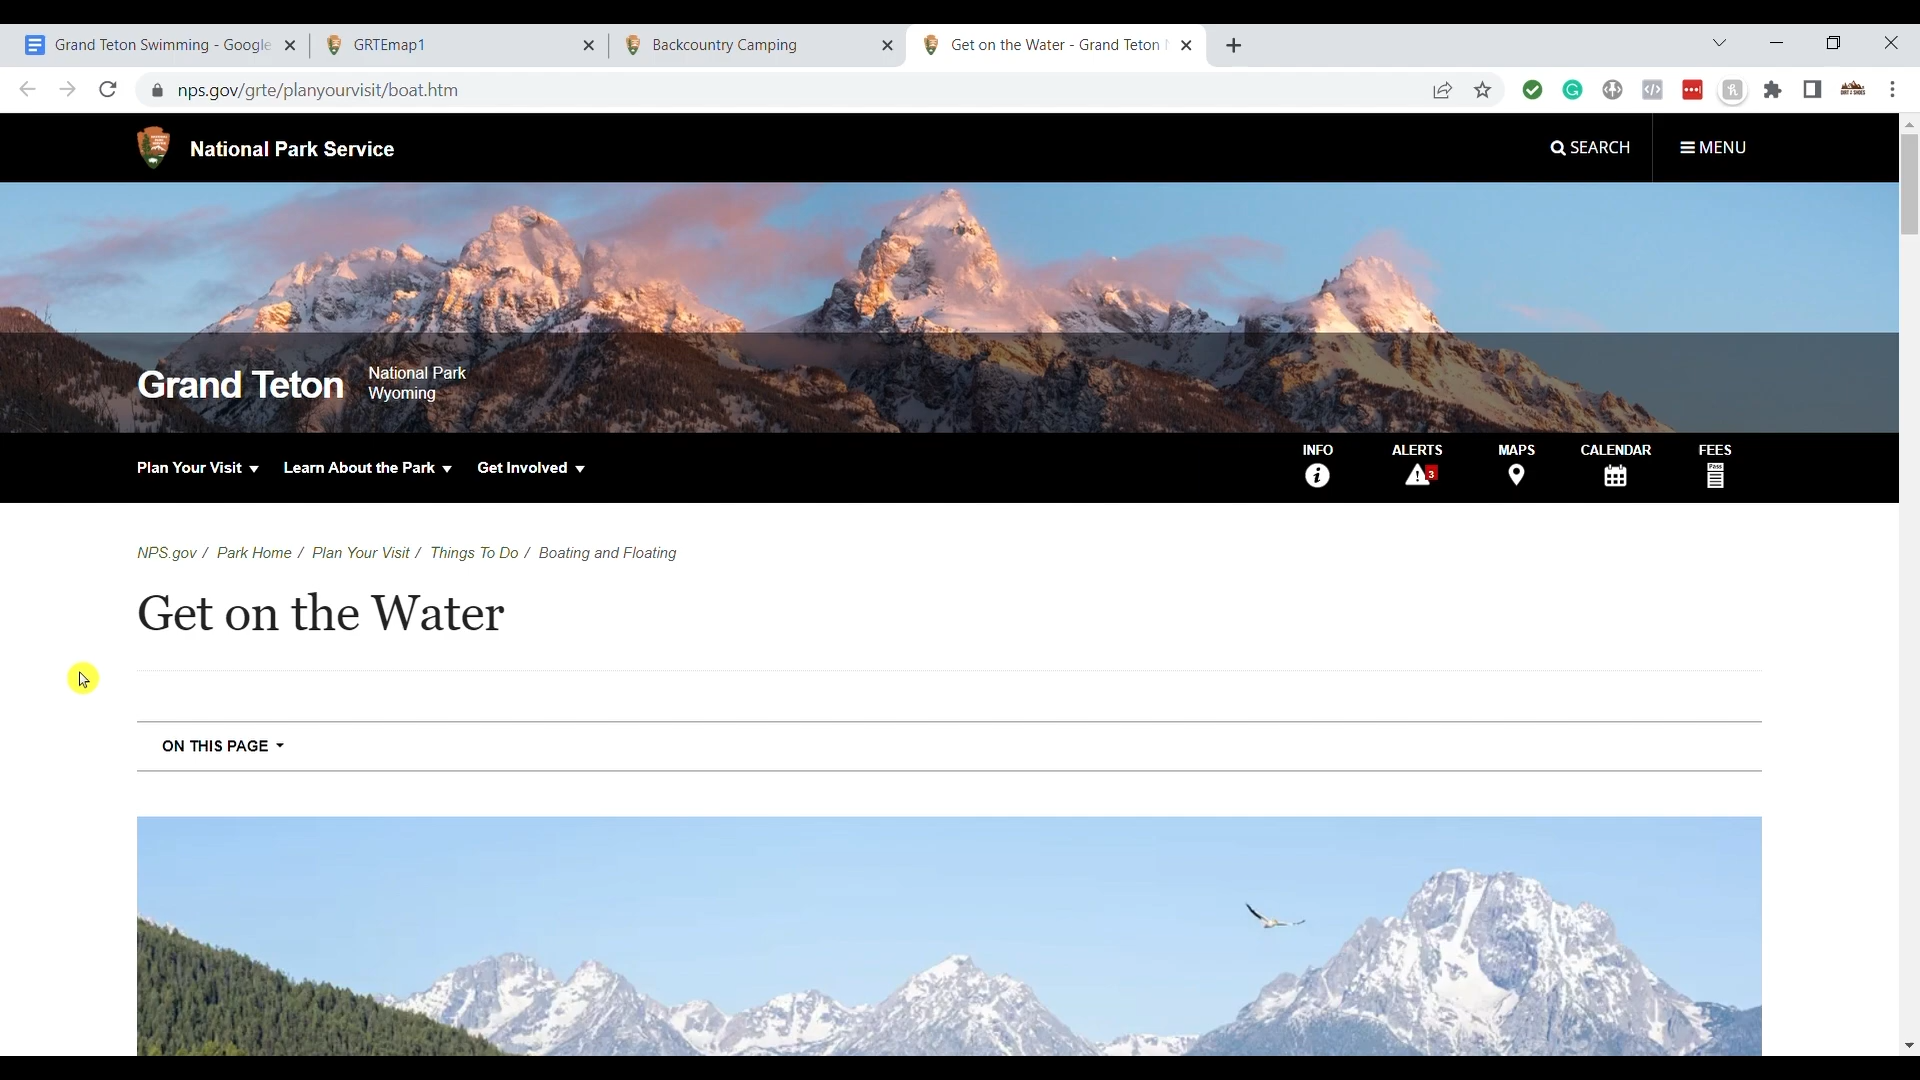 Grand Teton Swimming - Google
GRTEmap1
Backcountry Camping
Get on the Water - Grand Teton
nps.gov/grte/planyourvisit/boat.htm
National Park Service
SEARCH
MENU
Grand Teton
National Park
Wyoming
Plan Your Visit
Learn About the Park
Get Involved
INFO
ALERTS
3
MAPS
CALENDAR
FEES
Pass
NPS.gov / Park Home / Plan Your Visit / Things To Do / Boating and Floating
Get on the Water
ON THIS PAGE